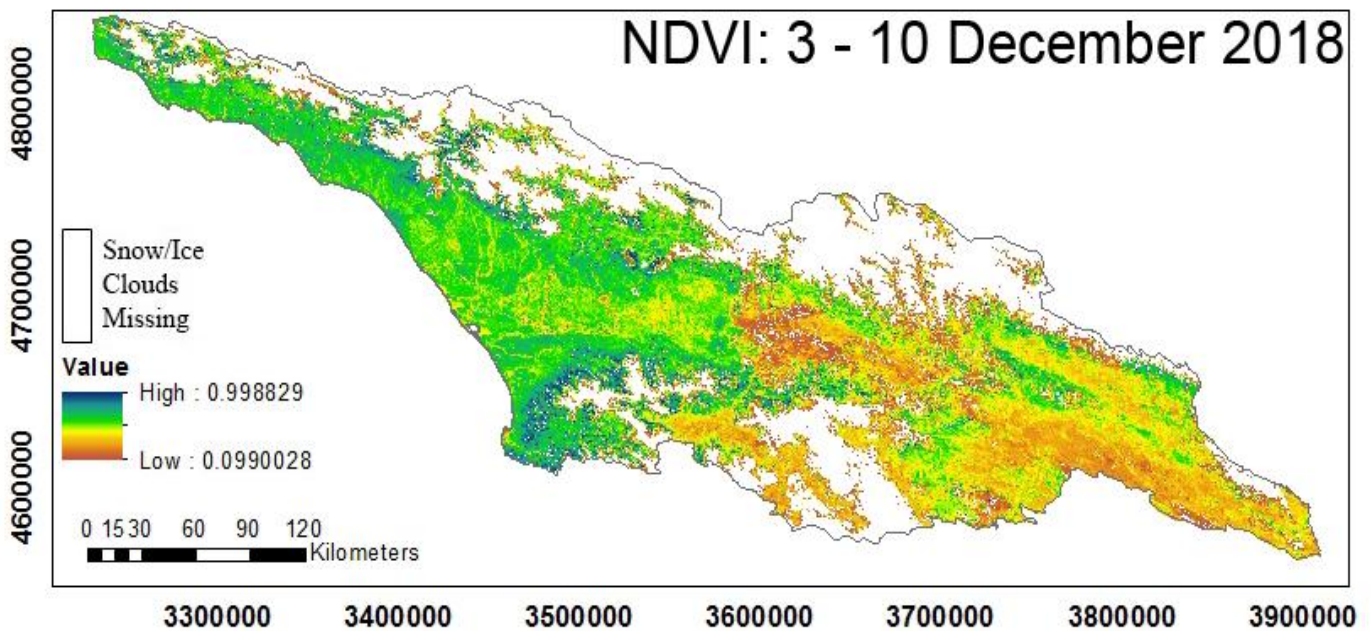 NDVI: 3 - 10 December 2018
4800000
4700000
4600000
Snow/Ice
Clouds
Missing
Value
High : 0.998829
Low : 0.0990028
0 15 30 60 90 120
Kilometers
3300000 3400000 3500000 3600000 3700000 3800000 3900000